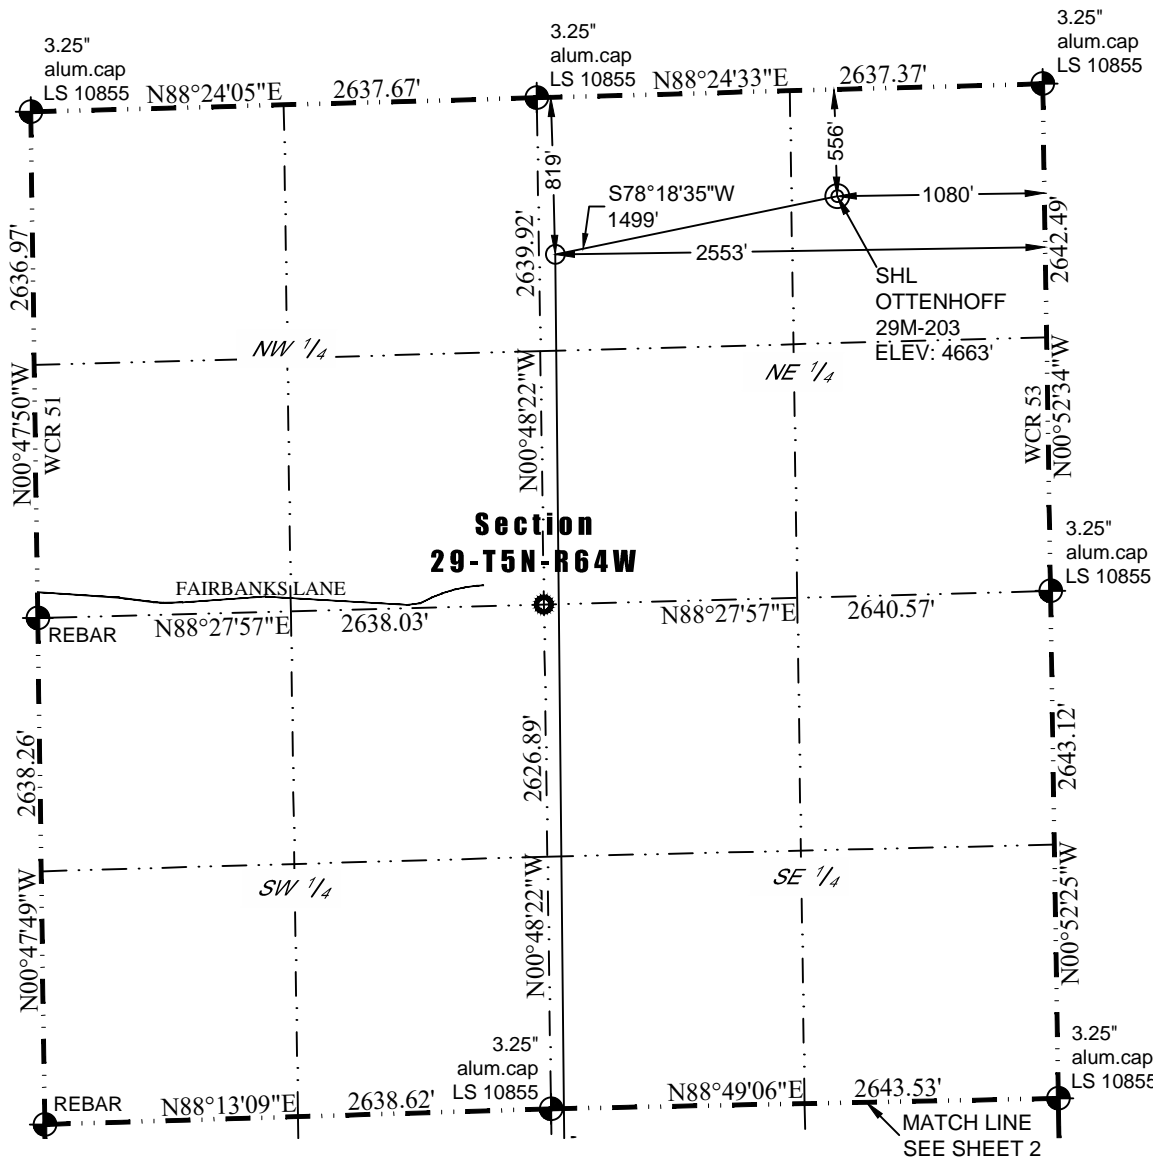 3.25"
alum.cap
LS 10855
3.25"
alum.cap
LS 10855
3.25"
alum.cap
LS 10855
N88°24'05"E
2637.67'
N88°24'33"E
2637.37'
819'
556'
S78°18'35"W
1499'
1080'
2553'
2636.97'
2639.92'
2642.49'
SHL
OTTENHOFF
29M-203
ELEV: 4663'
NW 1/4
NE 1/4
N00°47'50"W
WCR 51
N00°48'22"W
WCR 53
N00°52'34"W
Section
29-T5N-R64W
3.25"
alum.cap
LS 10855
FAIRBANKS LANE
REBAR
N88°27'57"E
2638.03'
N88°27'57"E
2640.57'
2638.26'
2626.89'
2643.12'
SW 1/4
SE 1/4
N00°47'49"W
N00°48'22"W
N00°52'25"W
3.25"
alum.cap
LS 10855
3.25"
alum.cap
LS 10855
REBAR
N88°13'09"E
2638.62'
N88°49'06"E
2643.53'
MATCH LINE
SEE SHEET 2